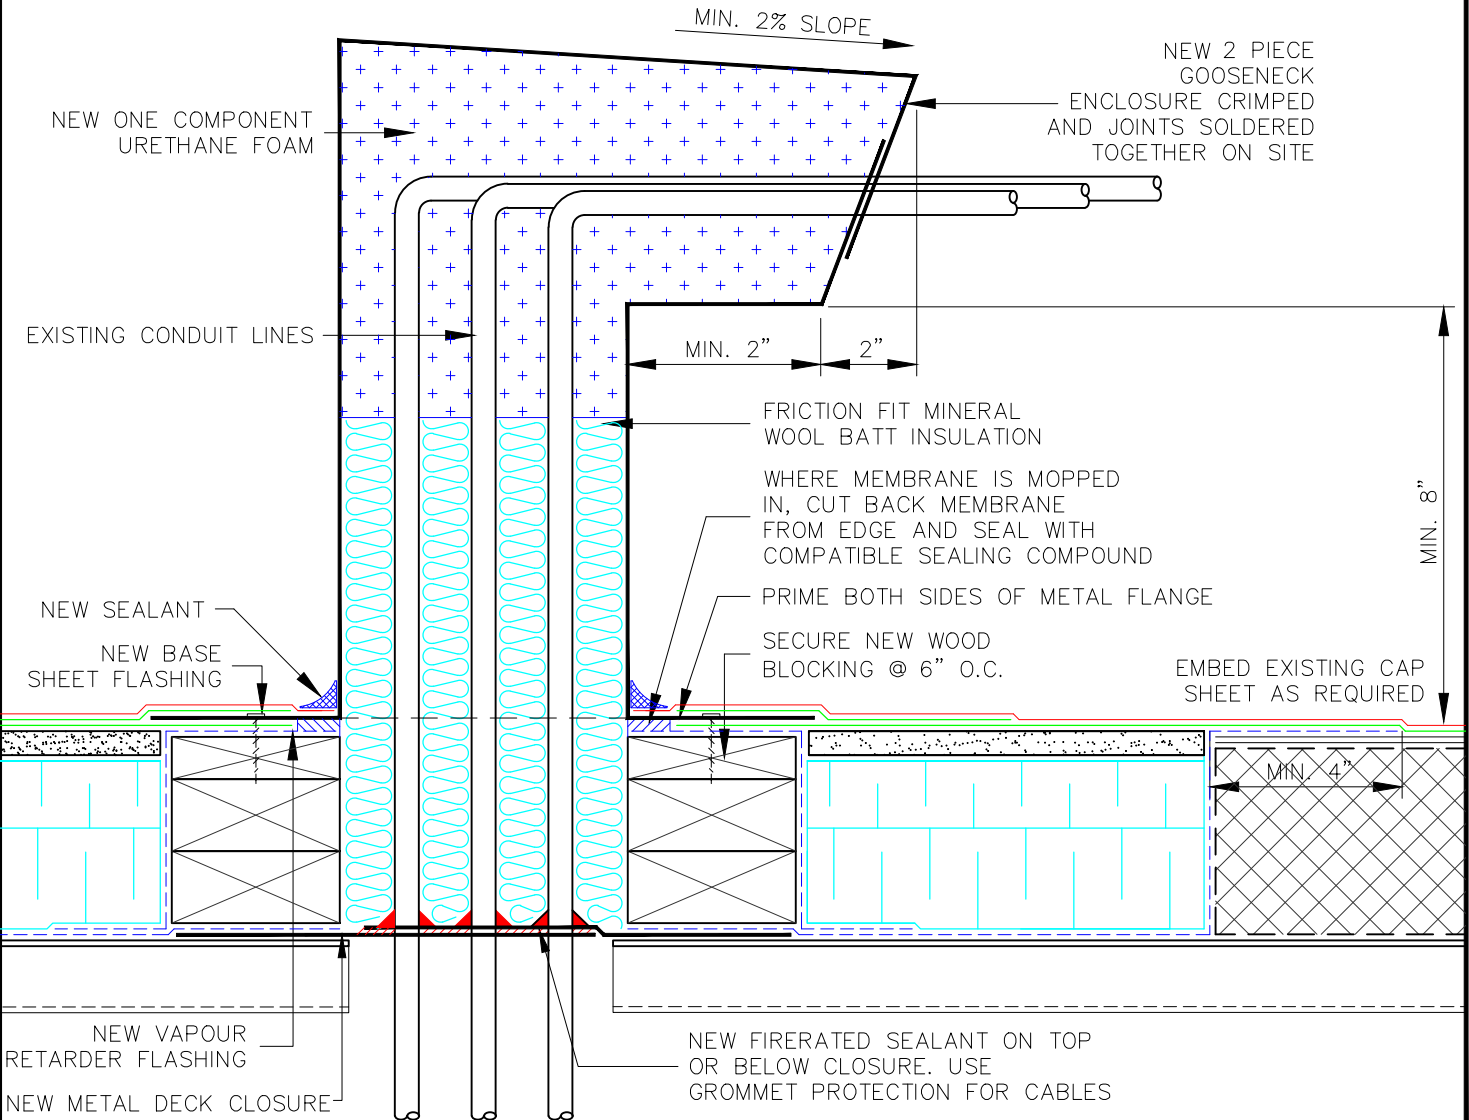 MIN. 2% SLOPE
NEW 2 PIECE
GOOSENECK
ENCLOSURE CRIMPED
AND JOINTS SOLDERED
TOGETHER ON SITE
NEW ONE COMPONENT
URETHANE FOAM
EXISTING CONDUIT LINES
MIN. 2”
2”
FRICTION FIT MINERAL
WOOL BATT INSULATION
WHERE MEMBRANE IS MOPPED
IN, CUT BACK MEMBRANE
FROM EDGE AND SEAL WITH
COMPATIBLE SEALING COMPOUND
MIN. 8”
PRIME BOTH SIDES OF METAL FLANGE
NEW SEALANT
NEW BASE
SHEET FLASHING
SECURE NEW WOOD
BLOCKING @ 6” O.C.
EMBED EXISTING CAP
SHEET AS REQUIRED
MIN. 4”
NEW VAPOUR
RETARDER FLASHING
NEW METAL DECK CLOSURE
NEW FIRERATED SEALANT ON TOP
OR BELOW CLOSURE. USE
GROMMET PROTECTION FOR CABLES